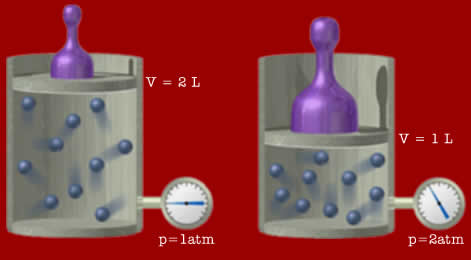 V = 2 L
p=1atm
V = 1 L
p=2atm